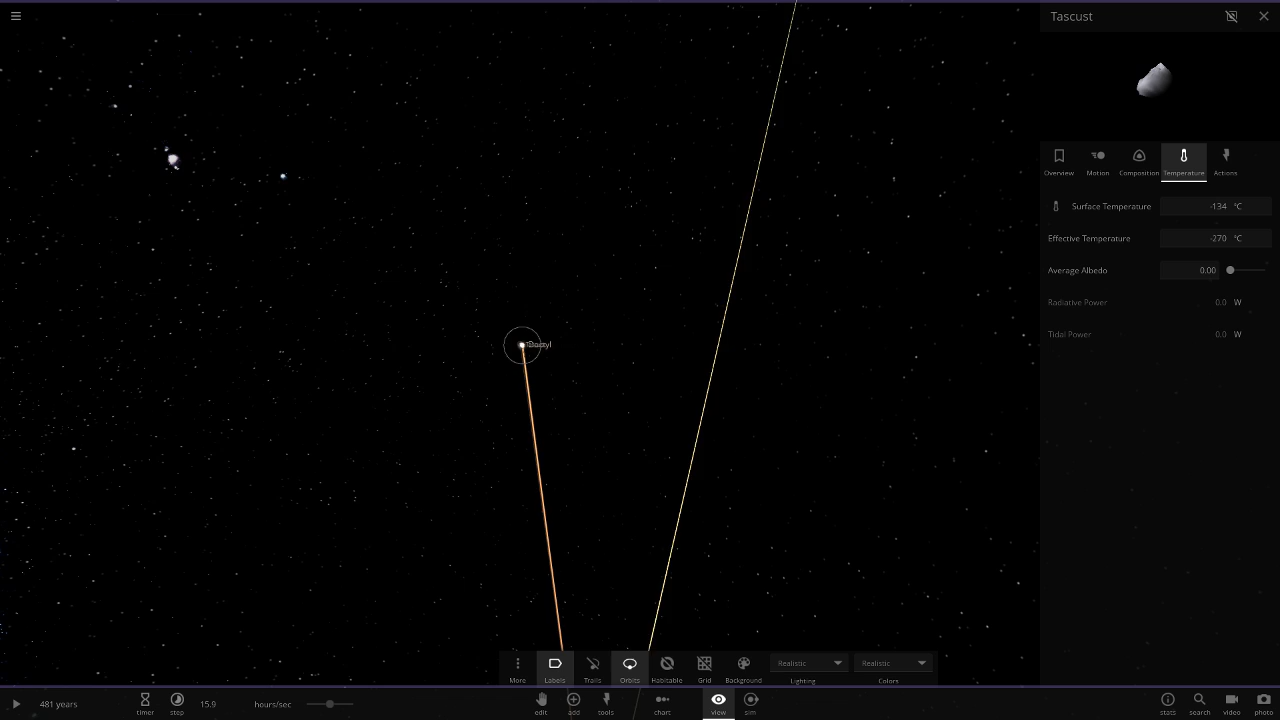 Tascust
Overview Motion Composition Temperature Actions
Surface Temperature -134 °C
Effective Temperature -270 °C
Average Albedo 0.00
Radiative Power 0.0 W
Tidal Power 0.0 W
More Labels Trails Orbits Habitable Grid Background Realistic Lighting Realistic Colors
481 years timer step 15.9 hours/sec edit add tools chart view sim stats search video photo